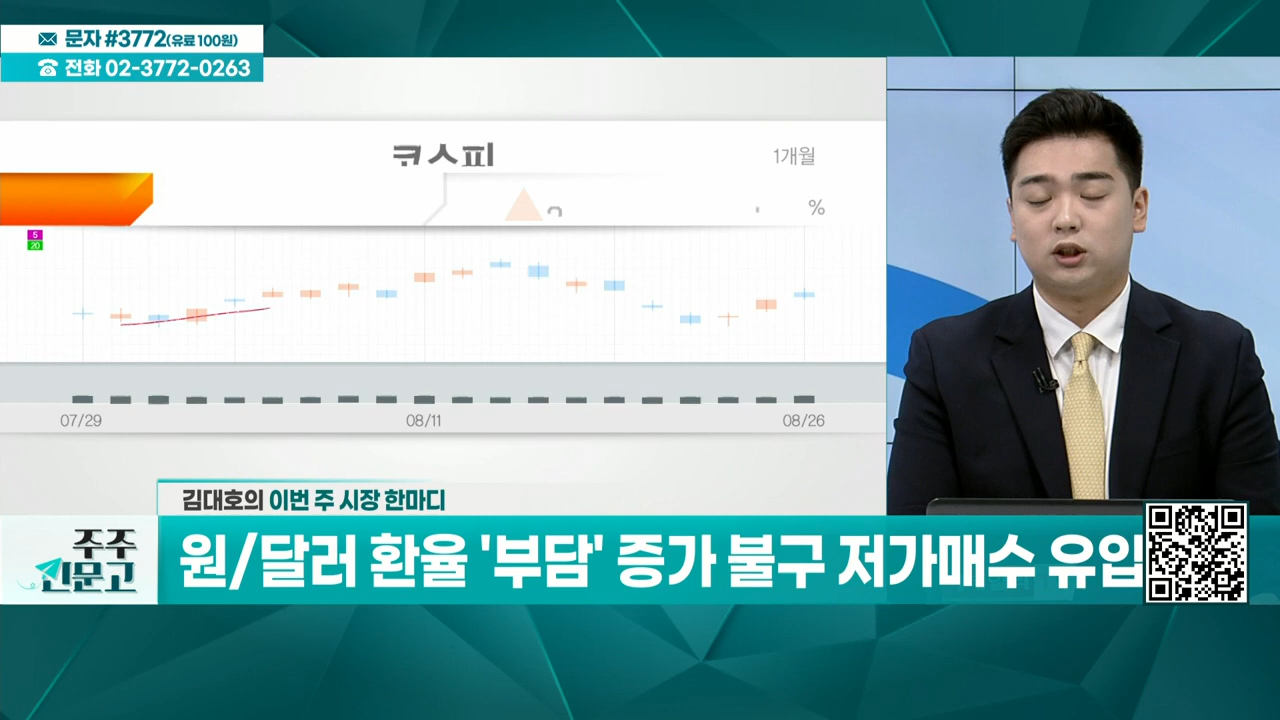 문자 #3772(유료 100원)
전화 02-3772-0263
코스피
1개월
%
5
20
07/29
08/11
08/26
김대호의 이번 주 시장 한마디
주주
신문고
원/달러 환율 '부담' 증가 불구 저가매수 유입